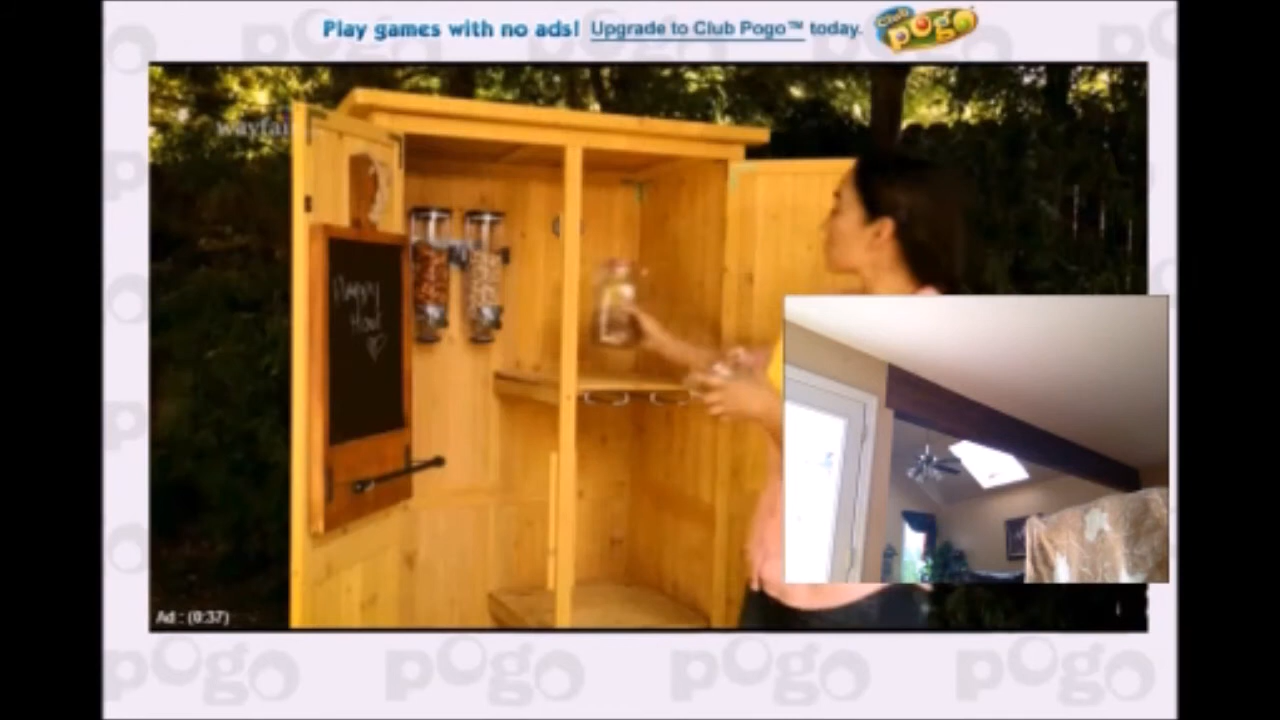 Play games with no ads! Upgrade to Club Pogo™ today.
Club
pogo
wayfair
Happy
Hour
Ad : (0:37)
pogo pogo pogo pogo